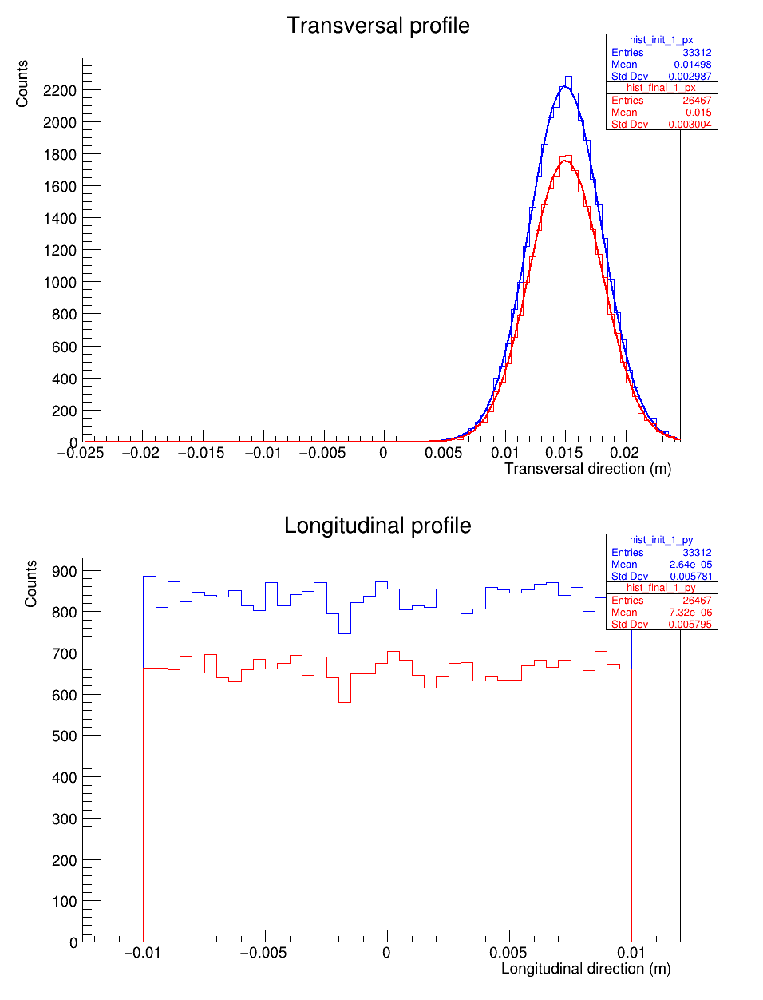 Transversal profile
Counts
hist_init_1_px
Entries 33312
Mean 0.01498
Std Dev 0.002987
hist_final_1_px
Entries 26467
Mean 0.015
Std Dev 0.003004
2200
2000
1800
1600
1400
1200
1000
800
600
400
200
0
−0.025 −0.02 −0.015 −0.01 −0.005 0 0.005 0.01 0.015 0.02
Transversal direction (m)
Longitudinal profile
Counts
hist_init_1_py
Entries 33312
Mean −2.64e−05
Std Dev 0.005781
hist_final_1_py
Entries 26467
Mean 7.32e−06
Std Dev 0.005795
900
800
700
600
500
400
300
200
100
0
−0.01 −0.005 0 0.005 0.01
Longitudinal direction (m)